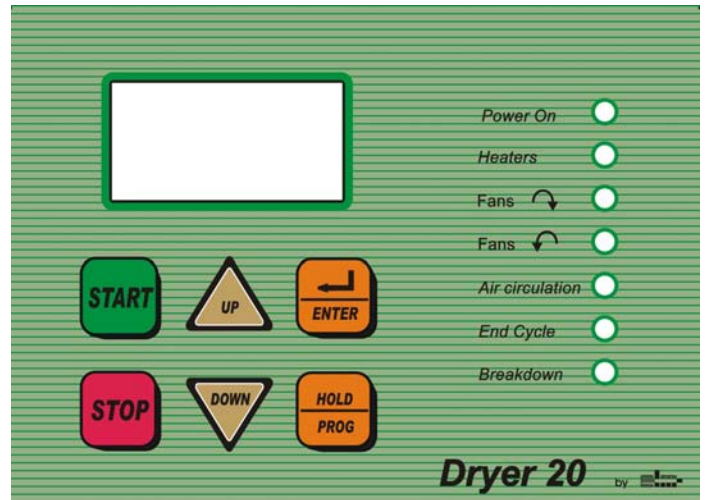 Power On
Heaters
Fans
Fans
Air circulation
End Cycle
Breakdown
START
UP
ENTER
STOP
DOWN
HOLD
PROG
Dryer 20 by